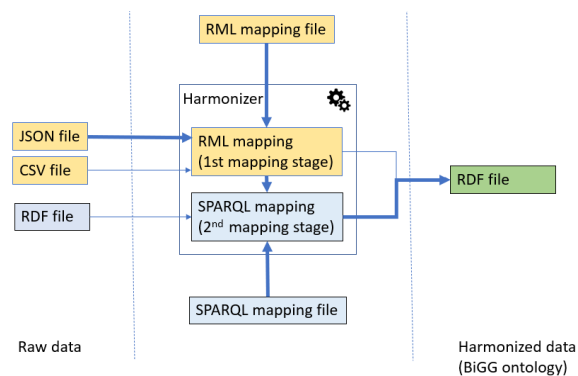 RML mapping file
Harmonizer
JSON file
RML mapping
(1st mapping stage)
CSV file
RDF file
SPARQL mapping
(2nd mapping stage)
RDF file
SPARQL mapping file
Raw data
Harmonized data
(BiGG ontology)